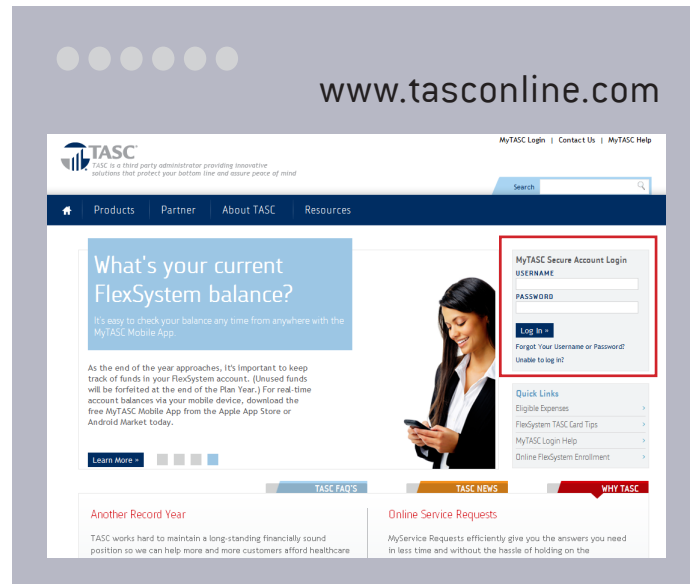 www.tasconline.com
MyTASC Login | Contact Us | MyTASC Help
TASC
TASC is a third party administrator providing innovative
solutions that protect your bottom line and assure peace of mind
Search
Products Partner About TASC Resources
What's your current
FlexSystem balance?
It's easy to check your balance any time from anywhere with the
MyTASC Mobile App.
As the end of the year approaches, it's important to keep
track of funds in your FlexSystem account. (Unused funds
will be forfeited at the end of the Plan Year.) For real-time
account balances via your mobile device, download the
free MyTASC Mobile App from the Apple App Store or
Android Market today.
Learn More »
MyTASC Secure Account Login
USERNAME
PASSWORD
Log In »
Forgot Your Username or Password?
Unable to log in?
Quick Links
Eligible Expenses
FlexSystem TASC Card Tips
MyTASC Login Help
Online FlexSystem Enrollment
TASC FAQ'S
TASC NEWS
WHY TASC
Another Record Year
TASC works hard to maintain a long-standing financially sound
position so we can help more and more customers afford healthcare
Online Service Requests
MyService Requests efficiently give you the answers you need
in less time and without the hassle of holding on the